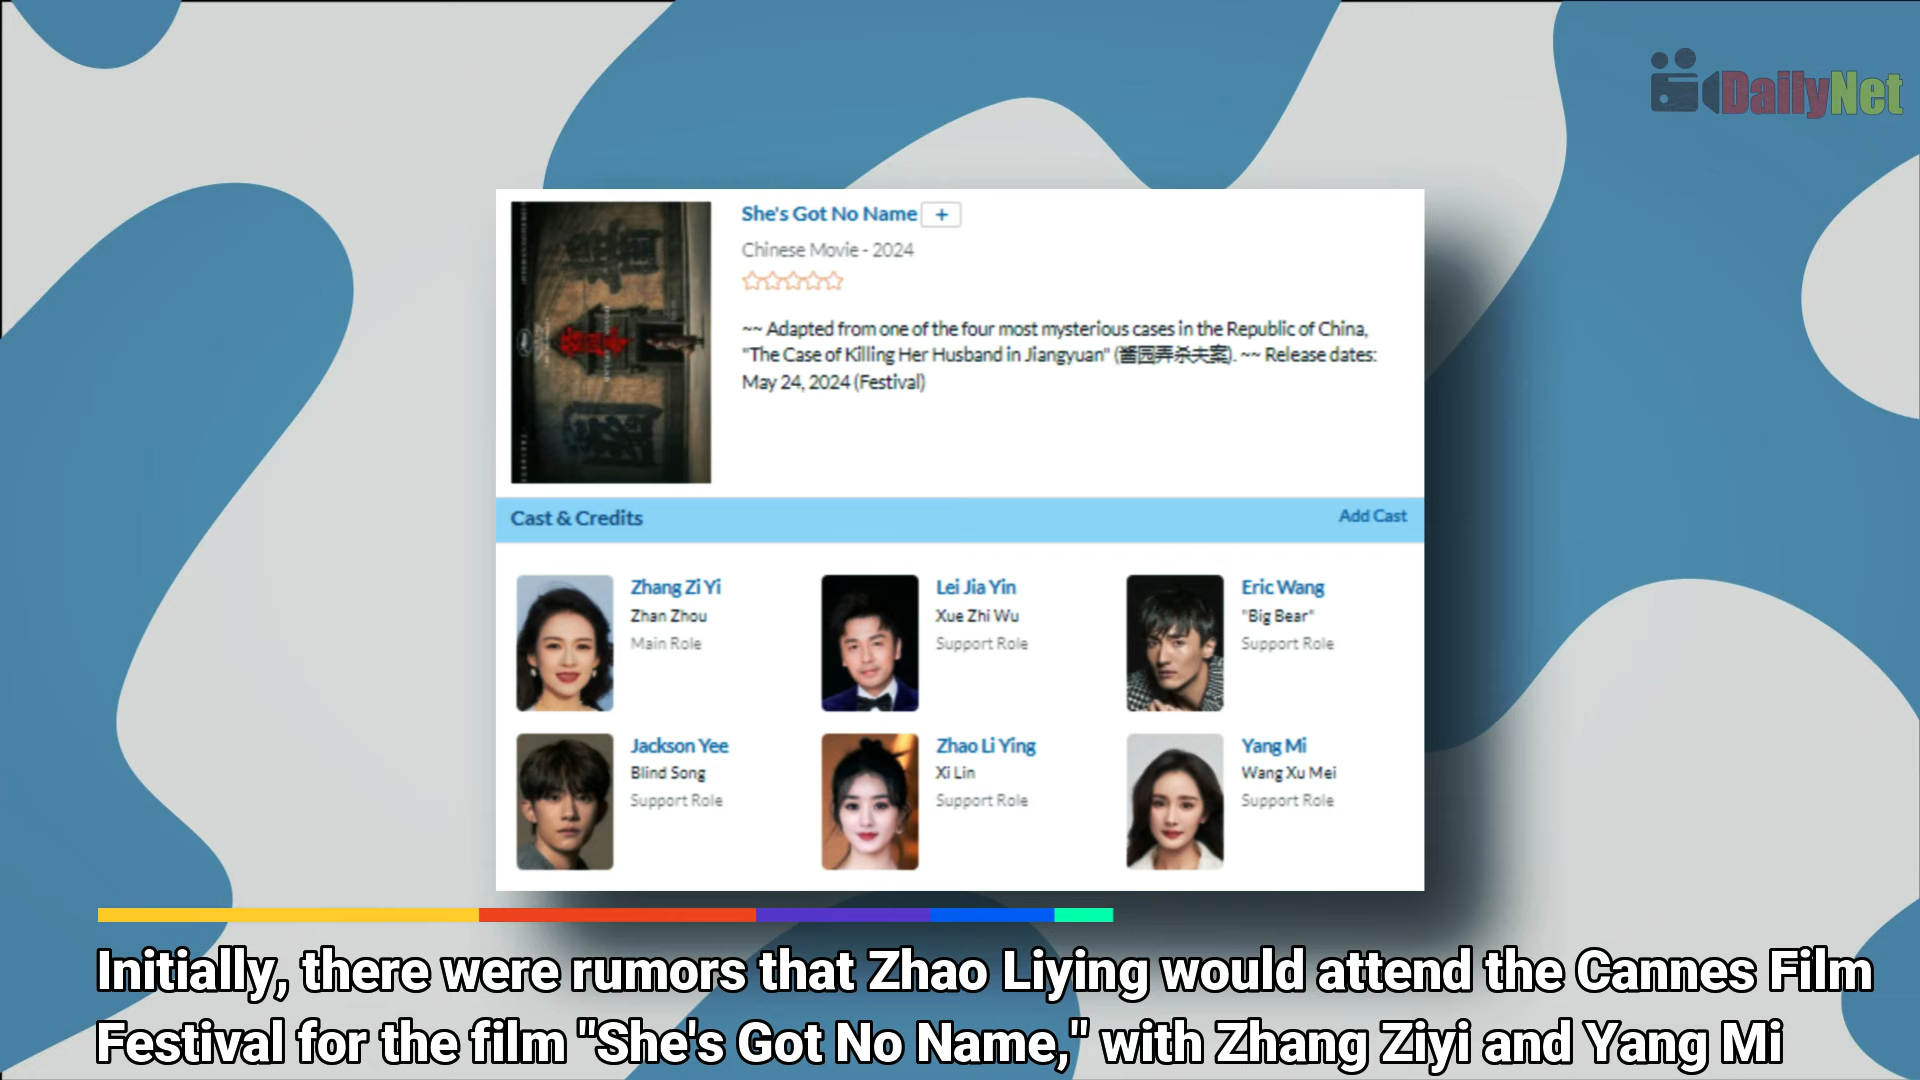 DailyNet
She's Got No Name +
Chinese Movie - 2024
~~ Adapted from one of the four most mysterious cases in the Republic of China,
"The Case of Killing Her Husband in Jiangyuan" (酱园弄杀夫案). ~~ Release dates:
May 24, 2024 (Festival)
Cast & Credits
Add Cast
Zhang Zi Yi
Zhan Zhou
Main Role
Lei Jia Yin
Xue Zhi Wu
Support Role
Eric Wang
"Big Bear"
Support Role
Jackson Yee
Blind Song
Support Role
Zhao Li Ying
Xi Lin
Support Role
Yang Mi
Wang Xu Mei
Support Role
Initially, there were rumors that Zhao Liying would attend the Cannes Film
Festival for the film "She's Got No Name," with Zhang Ziyi and Yang Mi